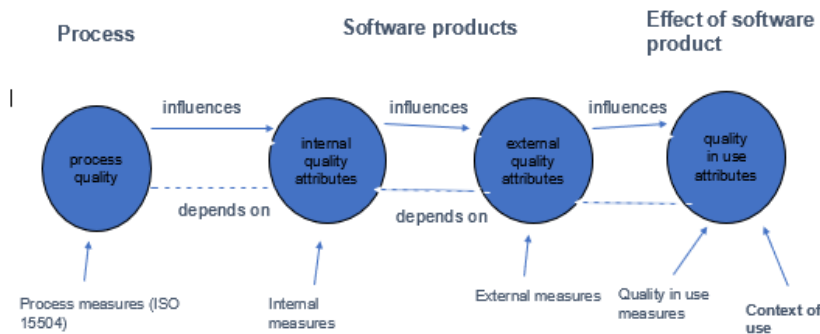 Process
Software products
Effect of software
product
influences
influences
influences
process
quality
internal
quality
attributes
external
quality
attributes
quality
in use
attributes
depends on
depends on
Process measures (ISO
15504)
Internal
measures
External measures
Quality in use
measures
Context of
use